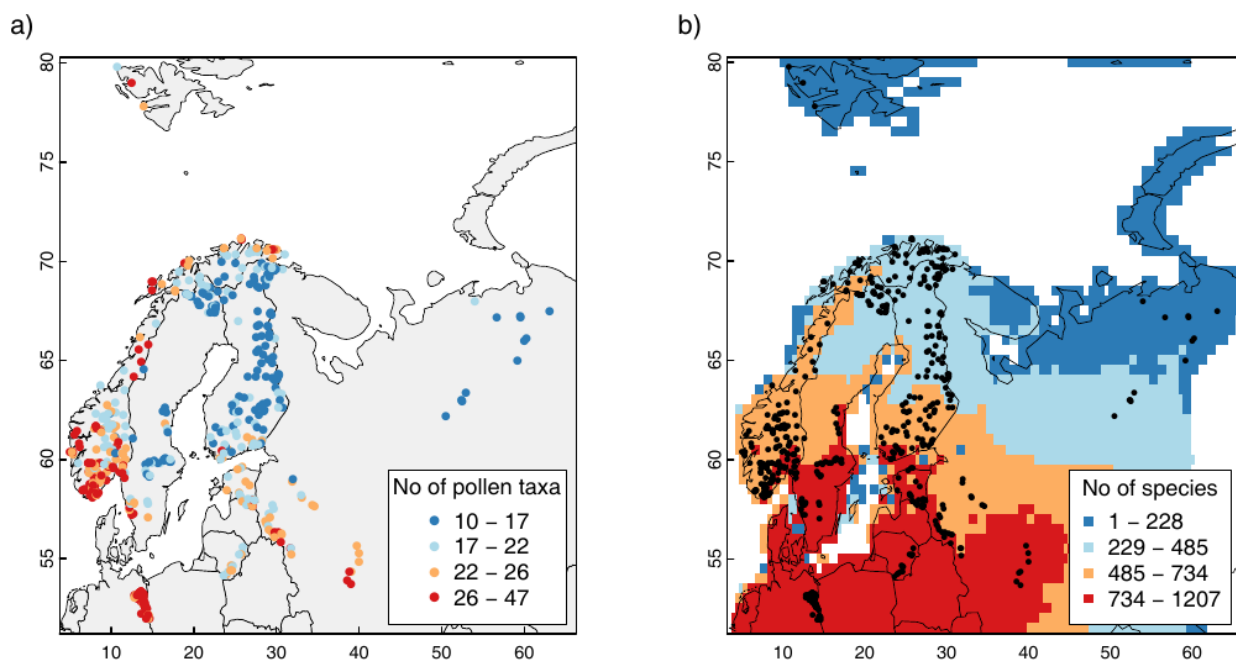 a)
80
75
70
65
60
55
10 20 30 40 50 60
No of pollen taxa
10 – 17
17 – 22
22 – 26
26 – 47
b)
80
75
70
65
60
55
10 20 30 40 50 60
No of species
1 – 228
229 – 485
485 – 734
734 – 1207